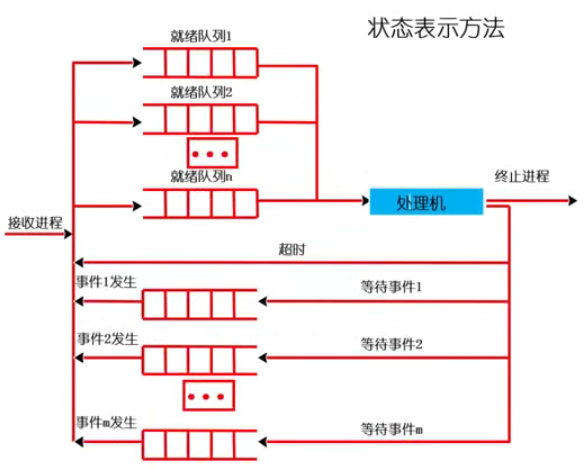 状态表示方法
就绪队列1
就绪队列2
就绪队列n
处理机
终止进程
接收进程
超时
事件1发生
等待事件1
事件2发生
等待事件2
事件m发生
等待事件m